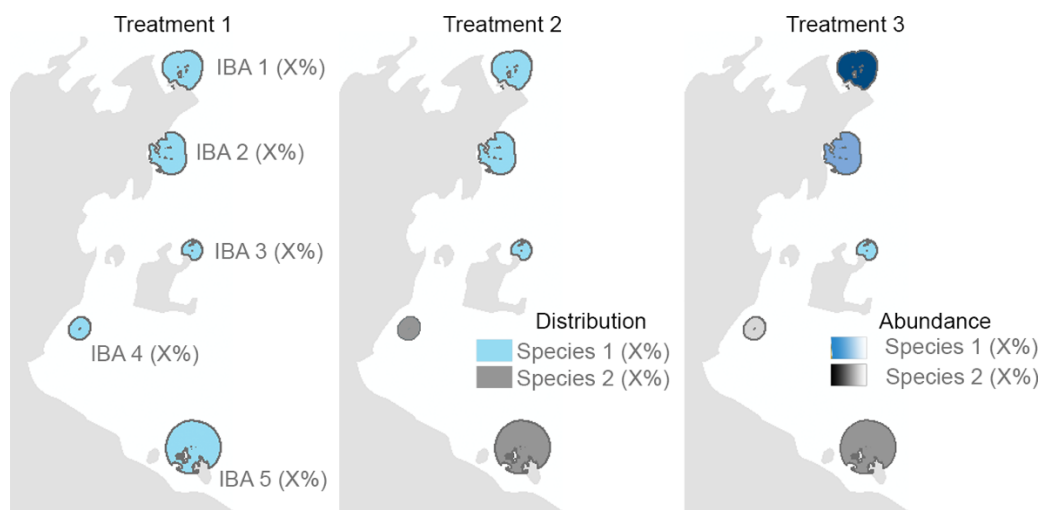 Treatment 1
IBA 1 (X%)
IBA 2 (X%)
IBA 3 (X%)
IBA 4 (X%)
IBA 5 (X%)
Treatment 2
Distribution
Species 1 (X%)
Species 2 (X%)
Treatment 3
Abundance
Species 1 (X%)
Species 2 (X%)